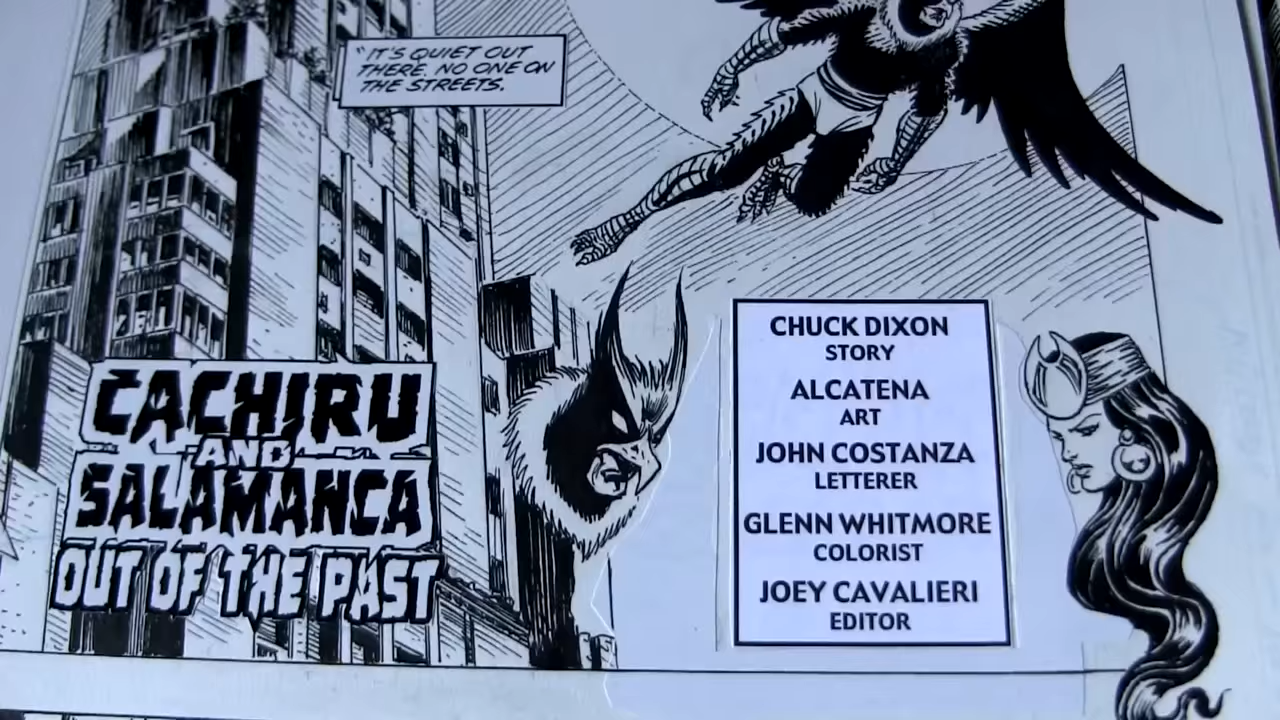 "IT'S QUIET OUT
THERE. NO ONE ON
THE STREETS.
CACHIRU
AND
SALAMANCA
OUT OF THE PAST
CHUCK DIXON
STORY
ALCATENA
ART
JOHN COSTANZA
LETTERER
GLENN WHITMORE
COLORIST
JOEY CAVALIERI
EDITOR